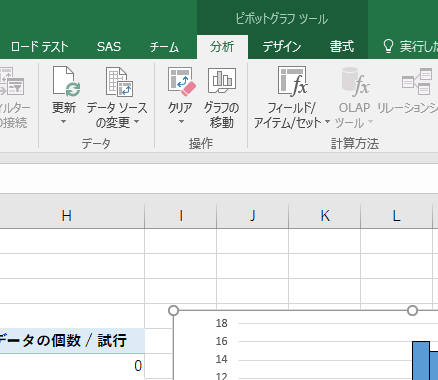 ピボットグラフ ツール
ロード テスト SAS チーム 分析 デザイン 書式 実行した
ィルター の接続
更新
データ ソース の変更
クリア
グラフの 移動
フィールド/ アイテム/セット
OLAP ツール
リレーションシ
データ 操作 計算方法
H I J K L
データの個数 / 試行
0
18
16
14
12